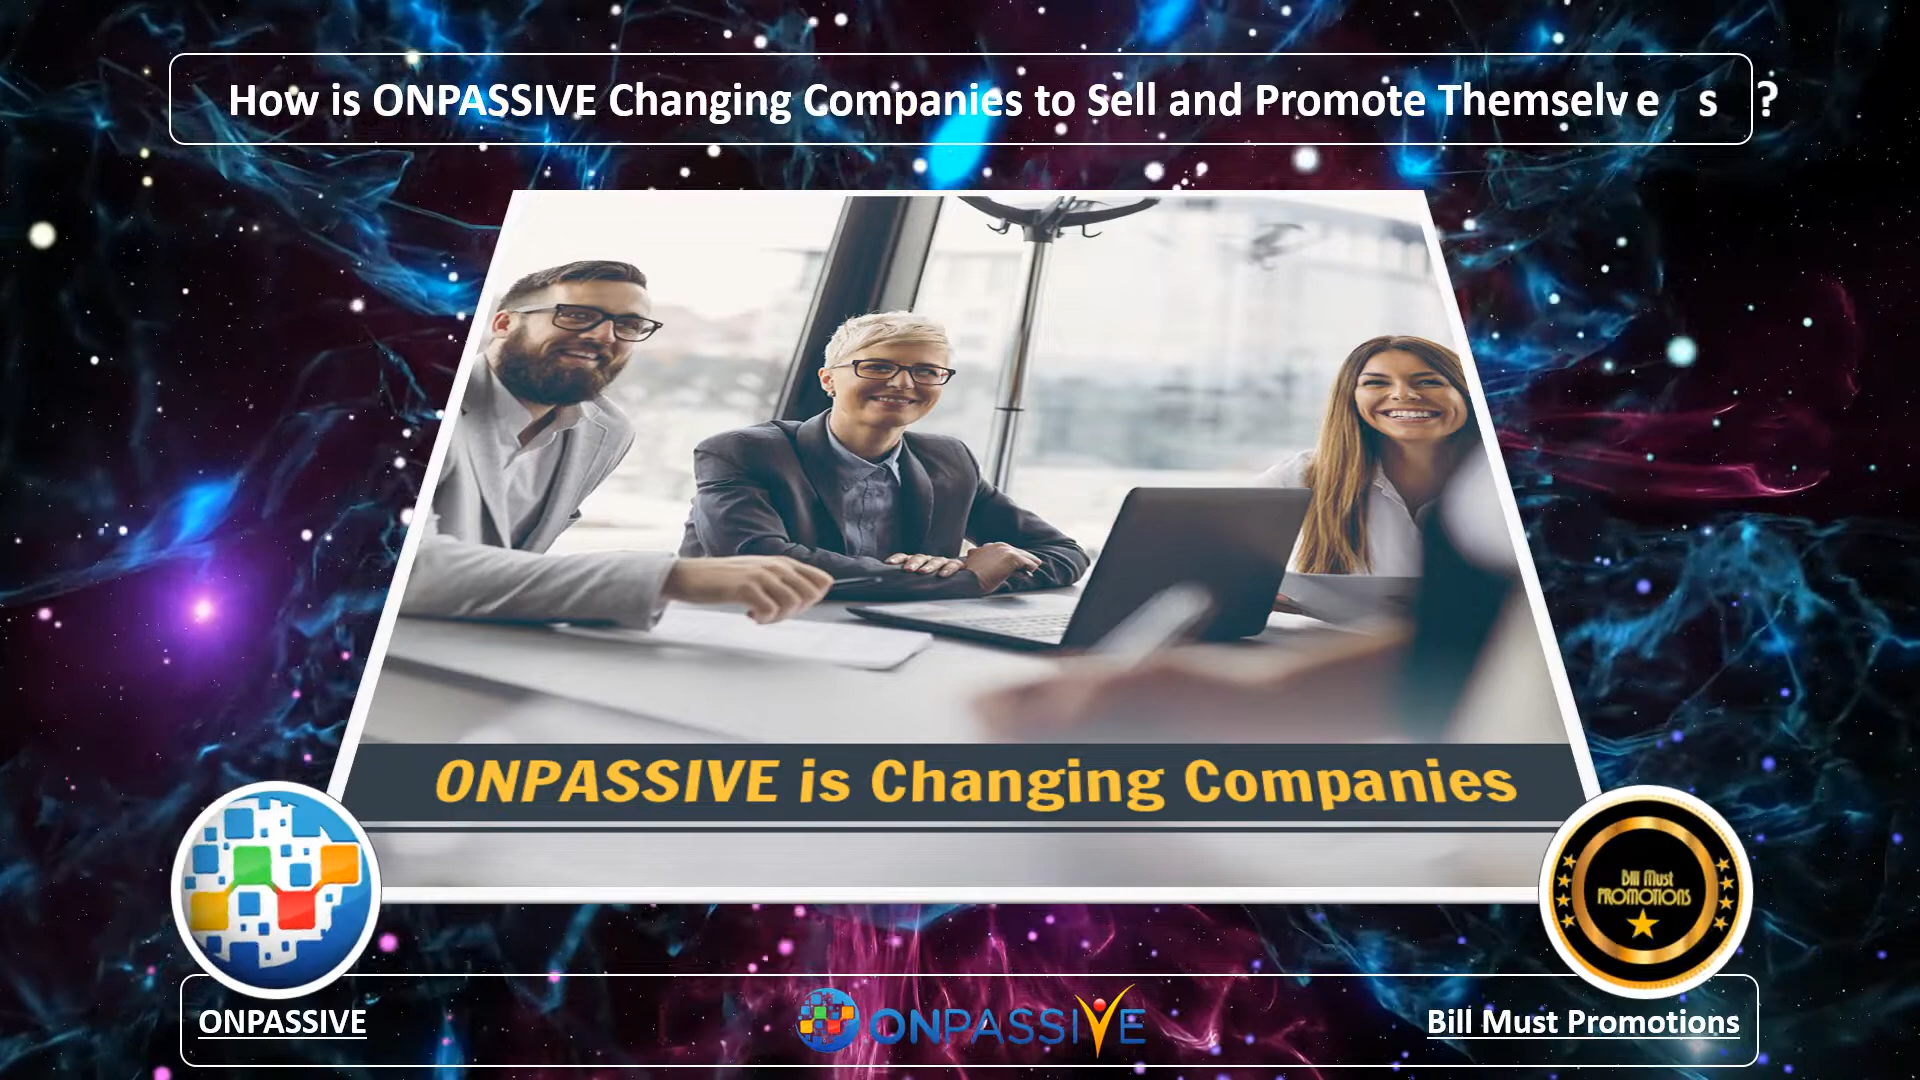 How is ONPASSIVE Changing Companies to Sell and Promote Themselves ?
ONPASSIVE is Changing Companies
Bill Must
PROMOTIONS
ONPASSIVE
ONPASSIVE
Bill Must Promotions